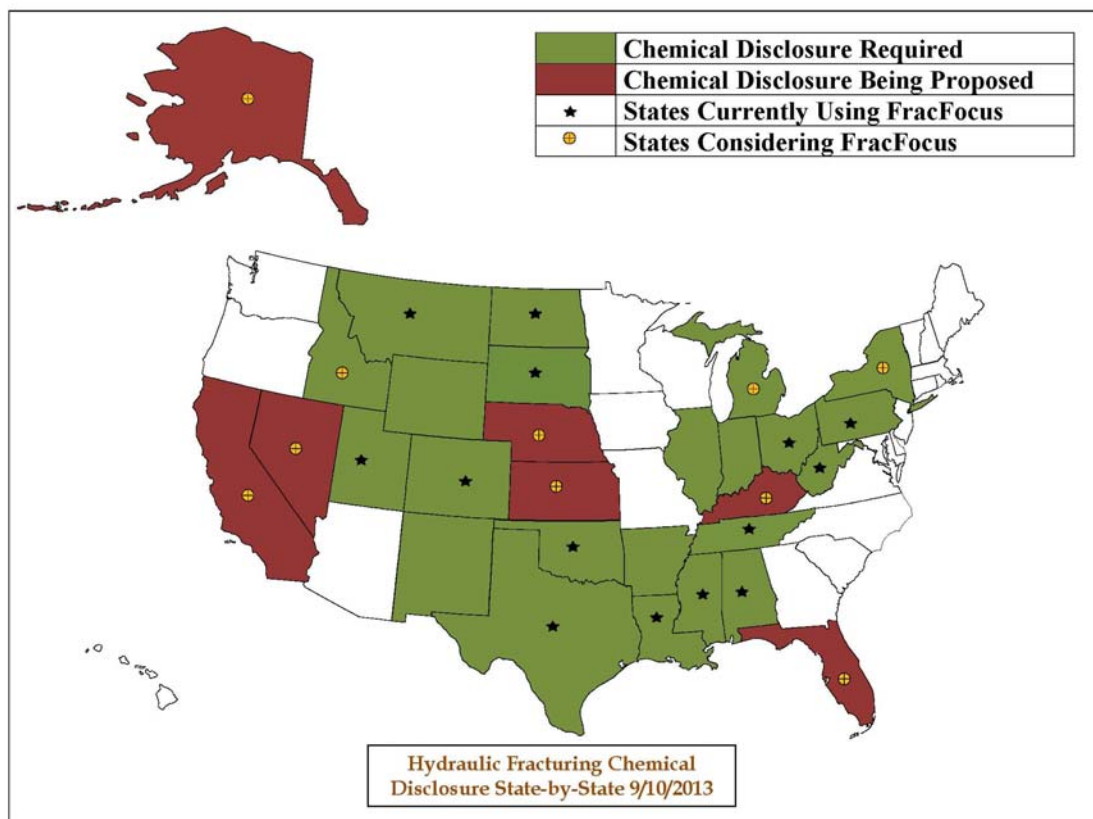 Chemical Disclosure Required
Chemical Disclosure Being Proposed
States Currently Using FracFocus
States Considering FracFocus
Hydraulic Fracturing Chemical
Disclosure State-by-State 9/10/2013